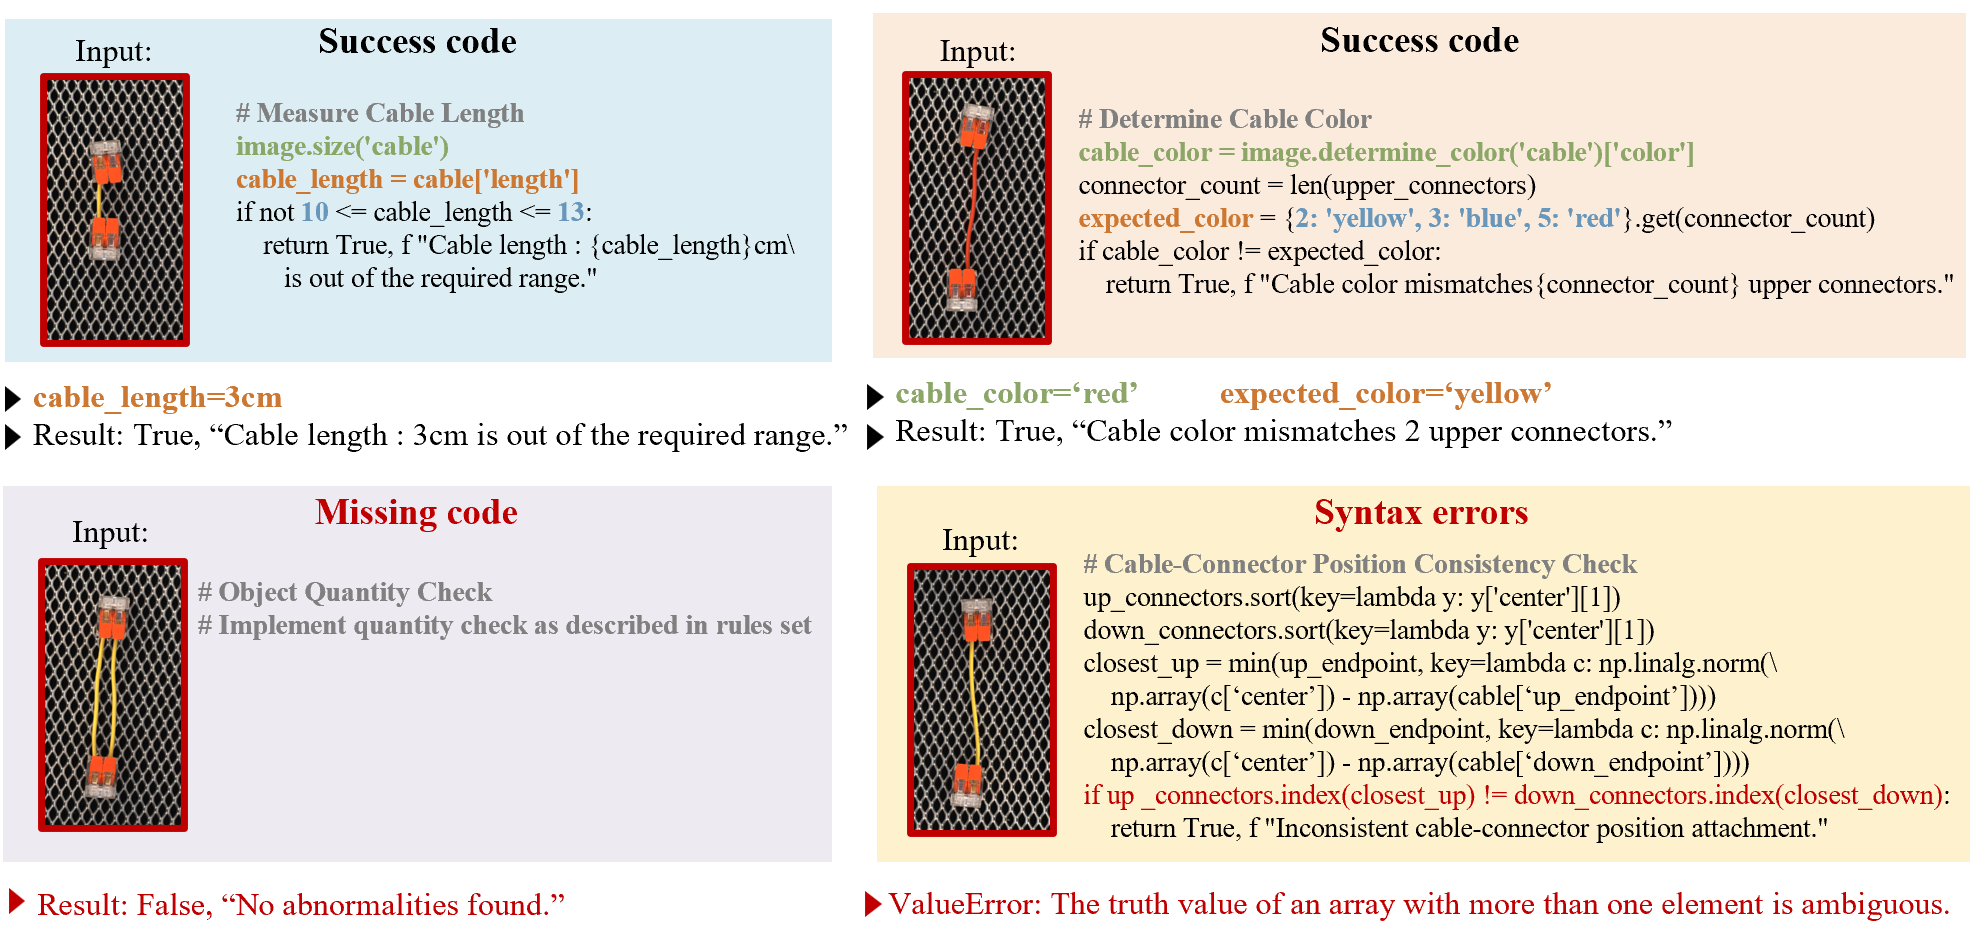 Success code
Input:
# Measure Cable Length
image.size('cable')
cable_length = cable['length']
if not 10 <= cable_length <= 13:
return True, f "Cable length : {cable_length}cm\
is out of the required range."
cable_length=3cm
Result: True, “Cable length : 3cm is out of the required range.”
Success code
Input:
# Determine Cable Color
cable_color = image.determine_color('cable')['color']
connector_count = len(upper_connectors)
expected_color = {2: 'yellow', 3: 'blue', 5: 'red'}.get(connector_count)
if cable_color != expected_color:
return True, f "Cable color mismatches{connector_count} upper connectors."
cable_color=‘red’ expected_color=‘yellow’
Result: True, “Cable color mismatches 2 upper connectors.”
Missing code
Input:
# Object Quantity Check
# Implement quantity check as described in rules set
Result: False, “No abnormalities found.”
Syntax errors
Input:
# Cable-Connector Position Consistency Check
up_connectors.sort(key=lambda y: y['center'][1])
down_connectors.sort(key=lambda y: y['center'][1])
closest_up = min(up_endpoint, key=lambda c: np.linalg.norm(\
np.array(c[‘center’]) - np.array(cable[‘up_endpoint’])))
closest_down = min(down_endpoint, key=lambda c: np.linalg.norm(\
np.array(c[‘center’]) - np.array(cable[‘down_endpoint’])))
if up _connectors.index(closest_up) != down_connectors.index(closest_down):
return True, f "Inconsistent cable-connector position attachment."
ValueError: The truth value of an array with more than one element is ambiguous.